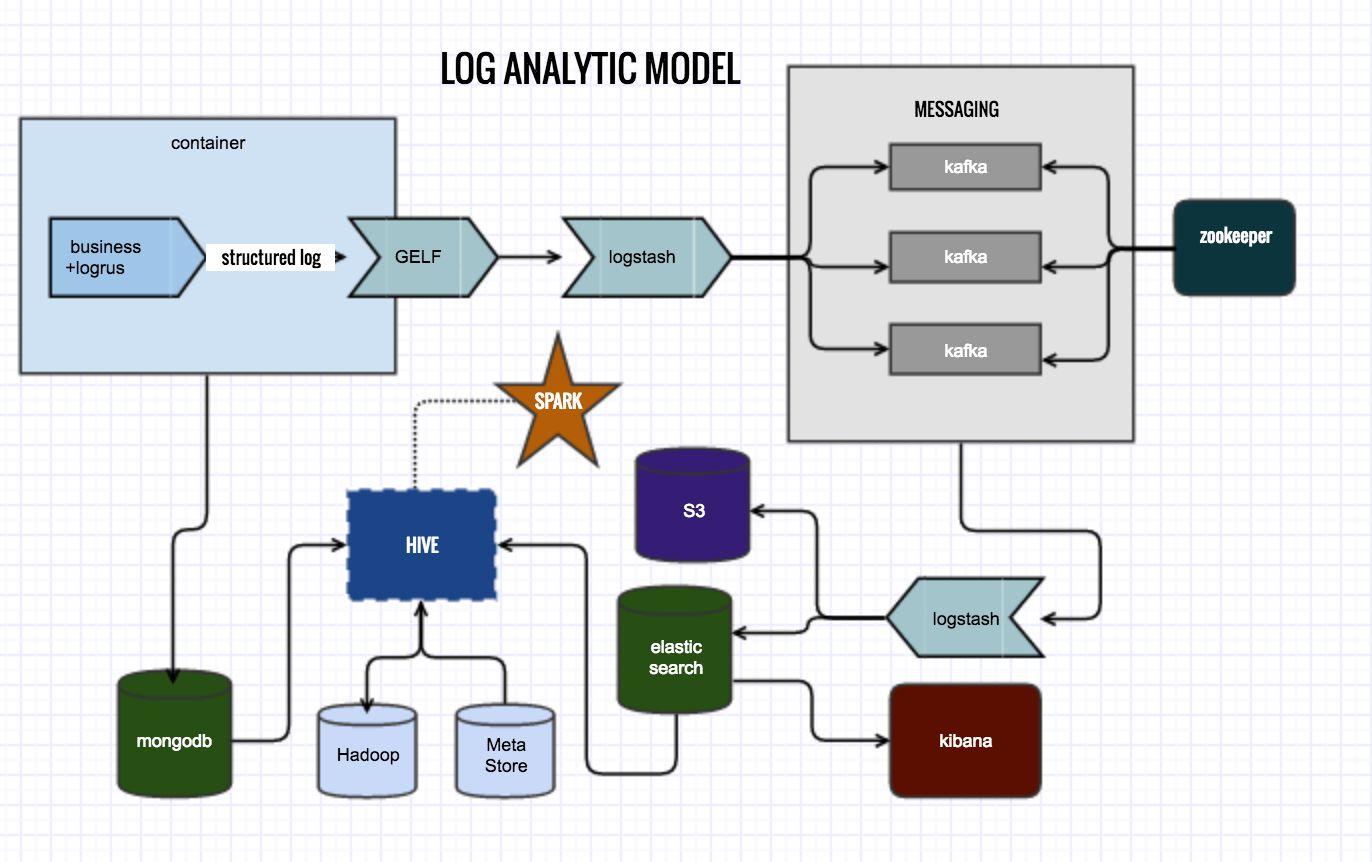 LOG ANALYTIC MODEL
MESSAGING
container
kafka
business
+logrus
structured log
GELF
logstash
kafka
zookeeper
kafka
SPARK
S3
HIVE
logstash
elastic
search
mongodb
Hadoop
Meta
Store
kibana